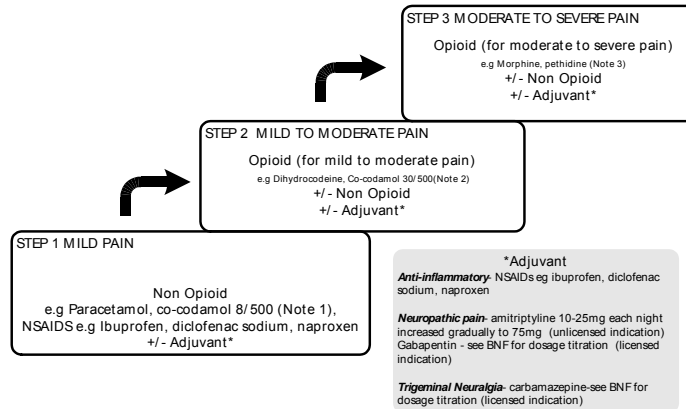 STEP 3 MODERATE TO SEVERE PAIN
Opioid (for moderate to severe pain)
e.g Morphine, pethidine (Note 3)
+/- Non Opioid
+/- Adjuvant*
STEP 2 MILD TO MODERATE PAIN
Opioid (for mild to moderate pain)
e.g Dihydrocodeine, Co-codamol 30/500(Note 2)
+/- Non Opioid
+/- Adjuvant*
STEP 1 MILD PAIN
Non Opioid
e.g Paracetamol, co-codamol 8/500 (Note 1),
NSAIDS e.g Ibuprofen, diclofenac sodium, naproxen
+/- Adjuvant*
*Adjuvant
Anti-inflammatory- NSAIDs eg ibuprofen, diclofenac
sodium, naproxen
Neuropathic pain- amitriptyline 10-25mg each night
increased gradually to 75mg (unlicensed indication)
Gabapentin - see BNF for dosage titration (licensed
indication)
Trigeminal Neuralgia- carbamazepine-see BNF for
dosage titration (licensed indication)